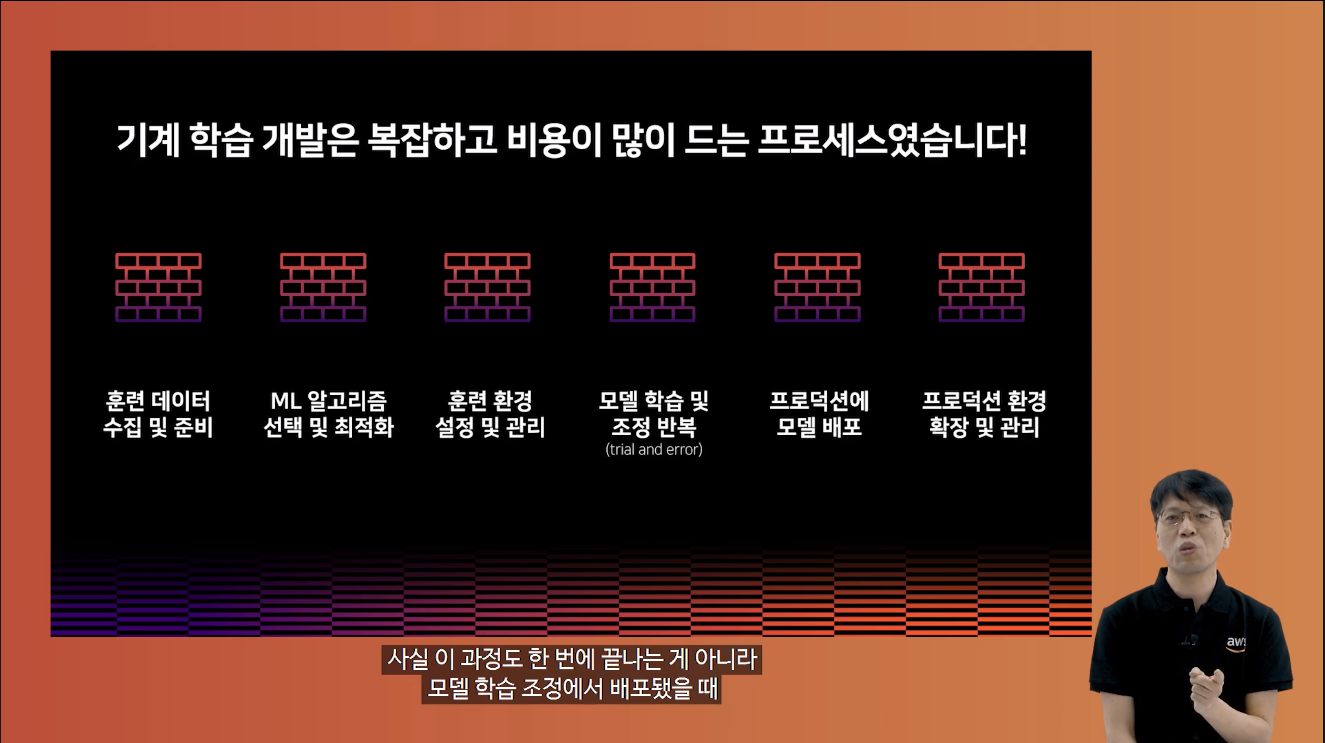 기계 학습 개발은 복잡하고 비용이 많이 드는 프로세스였습니다!
훈련 데이터
수집 및 준비
ML 알고리즘
선택 및 최적화
훈련 환경
설정 및 관리
모델 학습 및
조정 반복
(trial and error)
프로덕션에
모델 배포
프로덕션 환경
확장 및 관리
aws
사실 이 과정도 한 번에 끝나는 게 아니라
모델 학습 조정에서 배포됐을 때